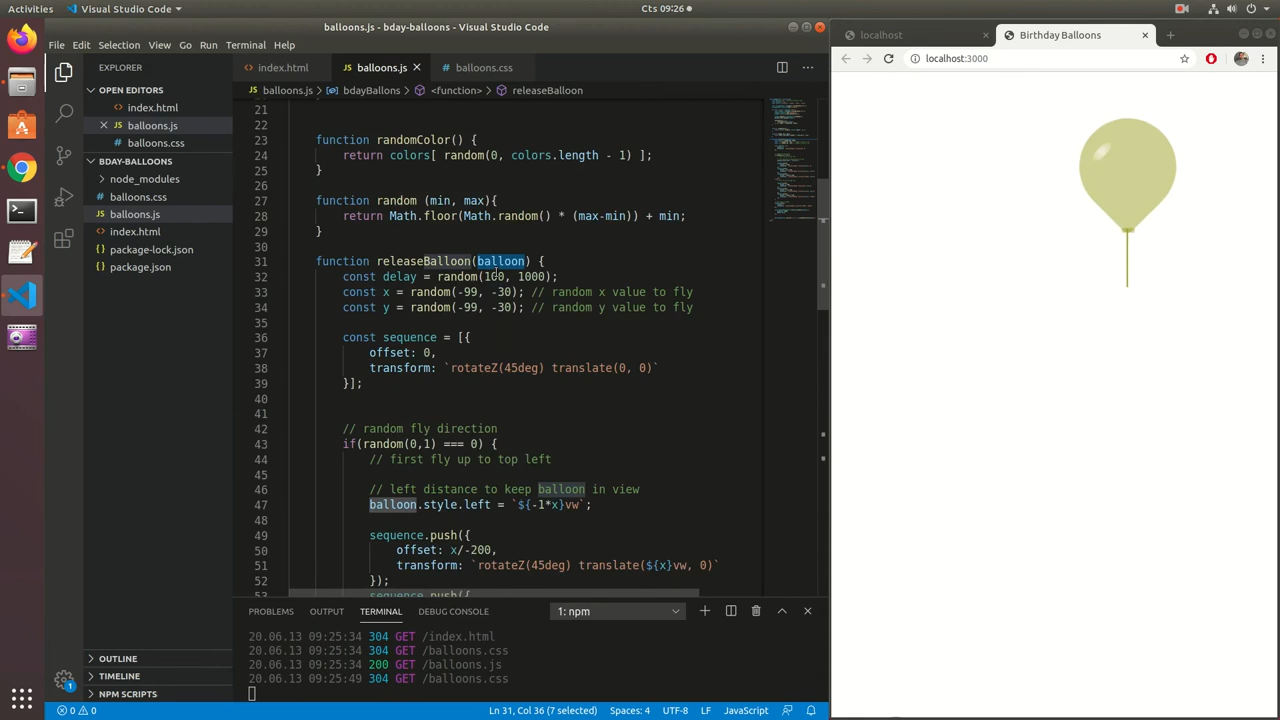 Activities
Visual Studio Code
Cts 09:26
balloons.js - bday-balloons - Visual Studio Code
File Edit Selection View Go Run Terminal Help
EXPLORER
OPEN EDITORS
index.html
balloons.js
balloons.css
BDAY-BALLOONS
node_modules
balloons.css
balloons.js
index.html
package-lock.json
package.json
OUTLINE
TIMELINE
NPM SCRIPTS
index.html balloons.js balloons.css
balloons.js > bdayBallons > <function> > releaseBalloon
21
22
23 function randomColor() {
24 return colors[ random(0, colors.length - 1) ];
25 }
26
27 function random (min, max){
28 return Math.floor(Math.random() * (max-min)) + min;
29 }
30
31 function releaseBalloon(balloon) {
32 const delay = random(100, 1000);
33 const x = random(-99, -30); // random x value to fly
34 const y = random(-99, -30); // random y value to fly
35
36 const sequence = [{
37 offset: 0,
38 transform: `rotateZ(45deg) translate(0, 0)`
39 }];
40
41
42 // random fly direction
43 if(random(0,1) === 0) {
44 // first fly up to top left
45
46 // left distance to keep balloon in view
47 balloon.style.left = `${-1*x}vw`;
48
49 sequence.push({
50 offset: x/-200,
51 transform: `rotateZ(45deg) translate(${x}vw, 0)`
52 });
53 sequence.push({
PROBLEMS OUTPUT TERMINAL DEBUG CONSOLE 1: npm
20.06.13 09:25:34 304 GET /index.html
20.06.13 09:25:34 304 GET /balloons.css
20.06.13 09:25:34 200 GET /balloons.js
20.06.13 09:25:49 304 GET /balloons.css
1
0 0
Ln 31, Col 36 (7 selected) Spaces: 4 UTF-8 LF JavaScript
localhost
Birthday Balloons
localhost:3000